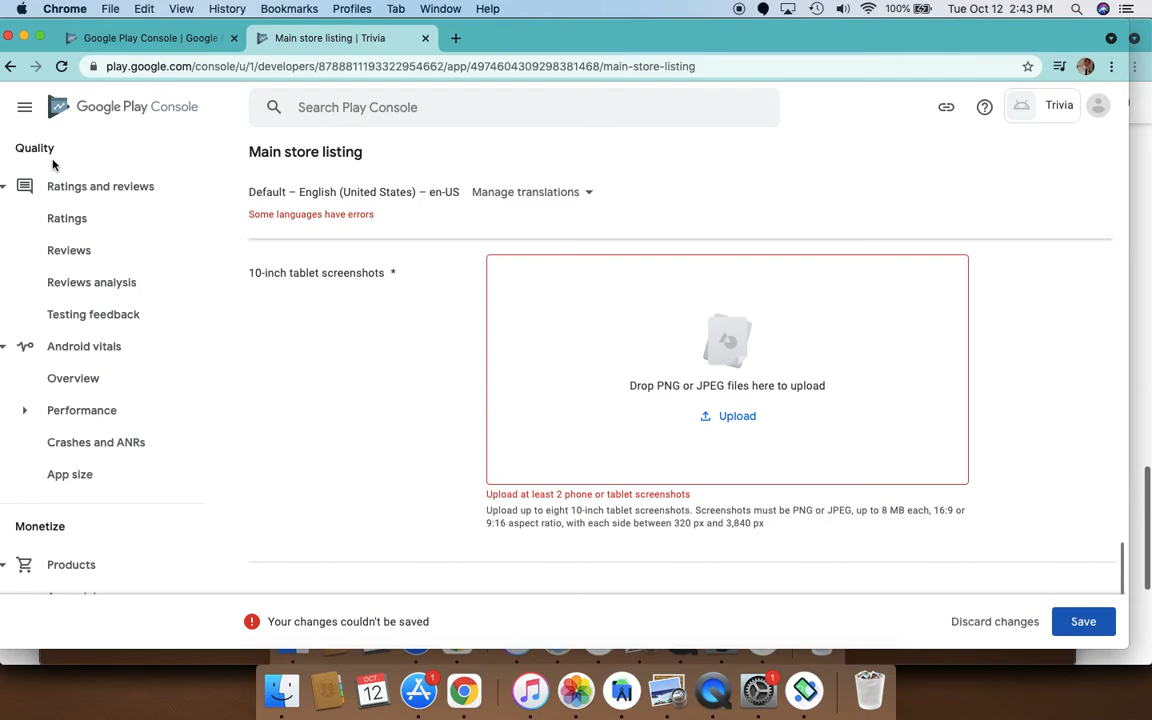 Chrome File Edit View History Bookmarks Profiles Tab Window Help 100% Tue Oct 12 2:43 PM
Google Play Console | Google Main store listing | Trivia
play.google.com/console/u/1/developers/8788811193322954662/app/4974604309298381468/main-store-listing
Google Play Console
Search Play Console
Trivia
Quality
Ratings and reviews
Ratings
Reviews
Reviews analysis
Testing feedback
Android vitals
Overview
Performance
Crashes and ANRs
App size
Monetize
Products
Main store listing
Default – English (United States) – en-US Manage translations
Some languages have errors
10-inch tablet screenshots *
Drop PNG or JPEG files here to upload
Upload
Upload at least 2 phone or tablet screenshots
Upload up to eight 10-inch tablet screenshots. Screenshots must be PNG or JPEG, up to 8 MB each, 16:9 or
9:16 aspect ratio, with each side between 320 px and 3,840 px
Your changes couldn't be saved
Discard changes Save
OCT
12
1
1